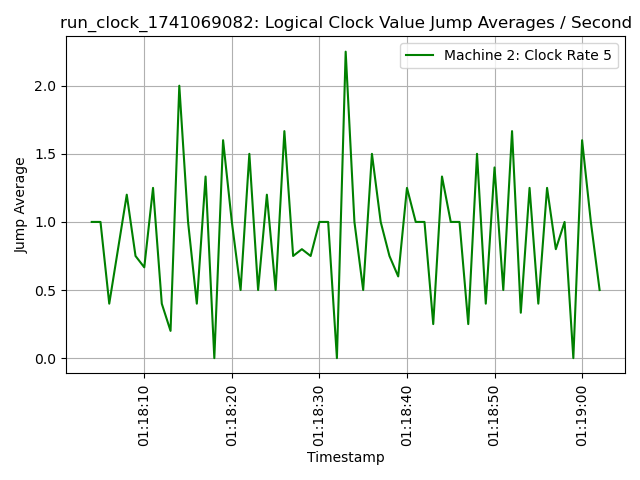 run_clock_1741069082: Logical Clock Value Jump Averages / Second
Machine 2: Clock Rate 5
Jump Average
2.0
1.5
1.0
0.5
0.0
01:18:10
01:18:20
01:18:30
01:18:40
01:18:50
01:19:00
Timestamp